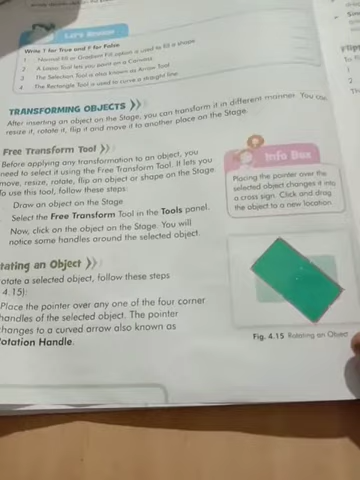 Let's Answer
Write T for True and F for False
1 Normal fill or Gradient Fill option is used to fill a shape
2 A Lasso Tool lets you paint on a Canvas
3 The Selection Tool is also known as Arrow Tool
4 The Rectangle Tool is used to curve a straight line
TRANSFORMING OBJECTS
After inserting an object on the Stage, you can transform it in different manner. You can
resize it, rotate it, flip it and move it to another place on the Stage.
Free Transform Tool
Before applying any transformation to an object, you
need to select it using the Free Transform Tool. It lets you
move, resize, rotate, flip an object or shape on the Stage.
To use this tool, follow these steps:
Draw an object on the Stage
Select the Free Transform Tool in the Tools panel.
Now, click on the object on the Stage. You will
notice some handles around the selected object.
Info Box
Placing the pointer over the
selected object changes it into
a cross sign. Click and drag
the object to a new location
tating an Object
otate a selected object, follow these steps
4.15):
Place the pointer over any one of the four corner
handles of the selected object. The pointer
hanges to a curved arrow also known as
otation Handle.
Fig. 4.15 Rotating an Object